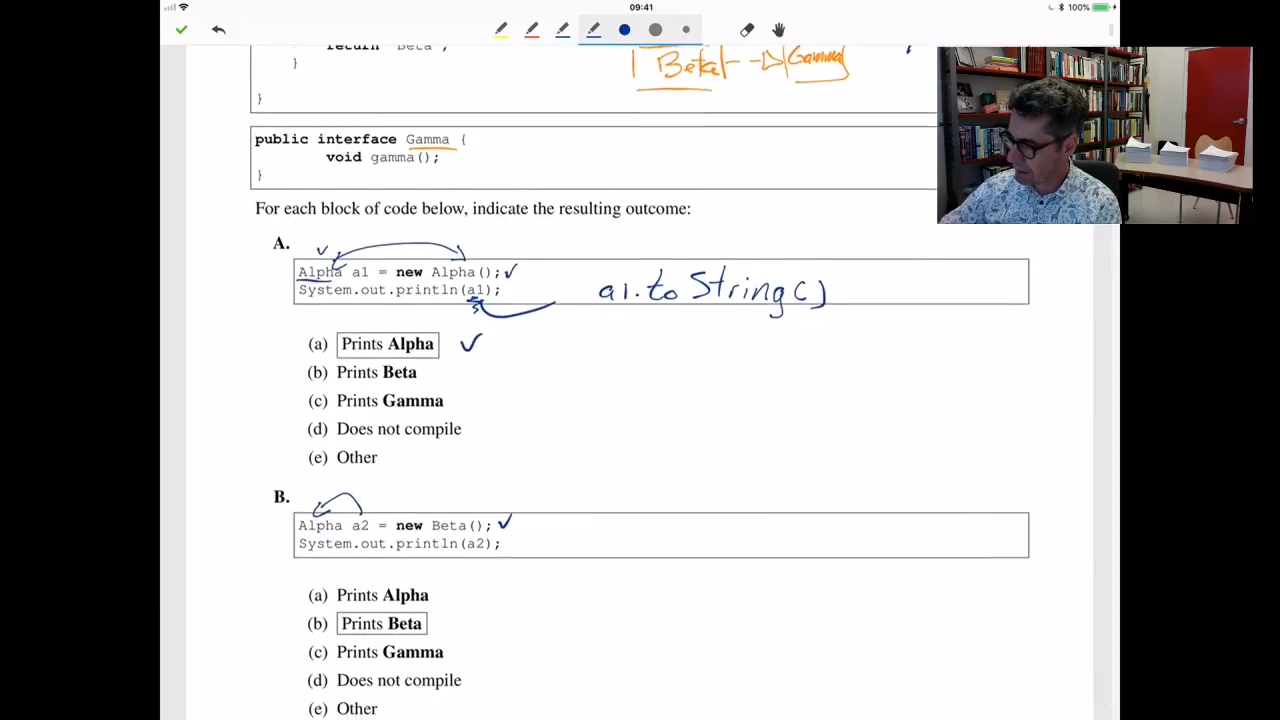 09:41
100%
return "Beta";
}
}
Beta Gamma
public interface Gamma {
void gamma();
}
For each block of code below, indicate the resulting outcome:
A.
Alpha a1 = new Alpha();
System.out.println(a1);
a1.toString()
(a) Prints Alpha
(b) Prints Beta
(c) Prints Gamma
(d) Does not compile
(e) Other
B.
Alpha a2 = new Beta();
System.out.println(a2);
(a) Prints Alpha
(b) Prints Beta
(c) Prints Gamma
(d) Does not compile
(e) Other